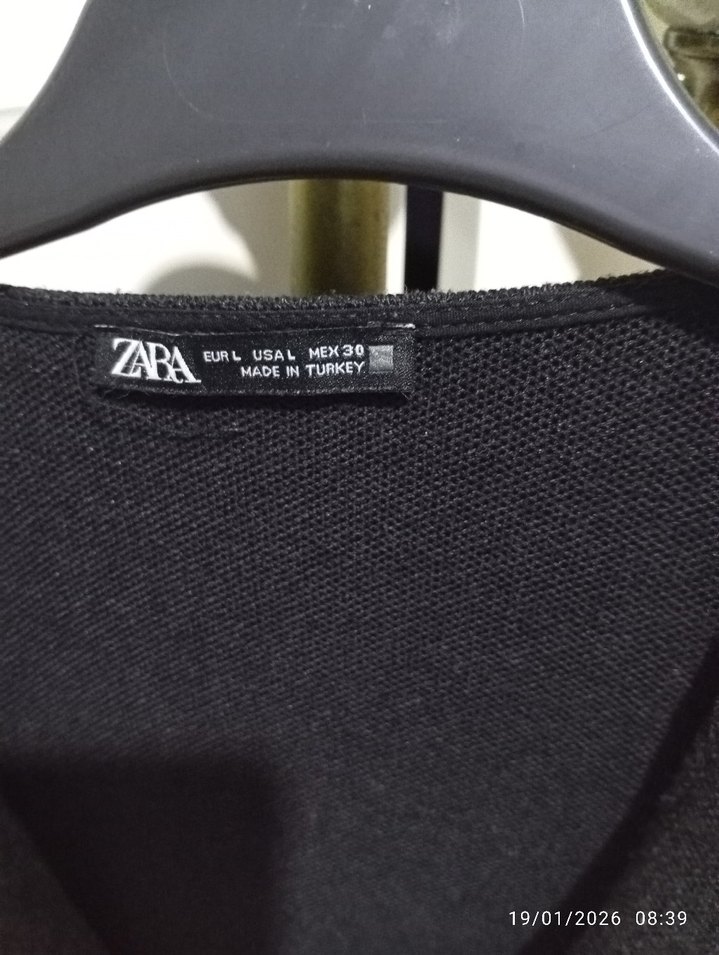 ZARA
EUR L USA L MEX 30
MADE IN TURKEY
19/01/2026 08:39